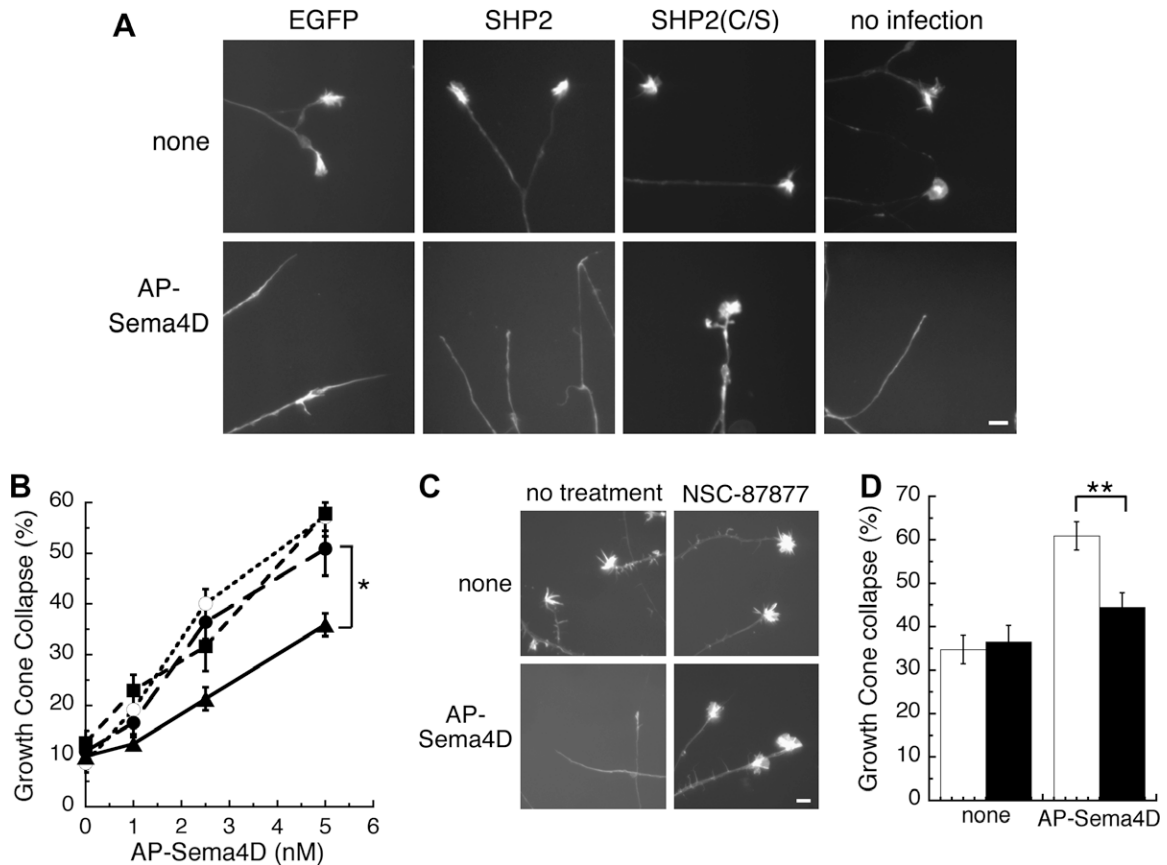 A
EGFP SHP2 SHP2(C/S) no infection
none
AP-
Sema4D
B
Growth Cone Collapse (%)
60
50
40
30
20
10
0
*
0 1 2 3 4 5 6
AP-Sema4D (nM)
C
no treatment NSC-87877
none
AP-
Sema4D
D
Growth Cone collapse (%)
70
60
50
40
30
20
10
0
**
none AP-Sema4D